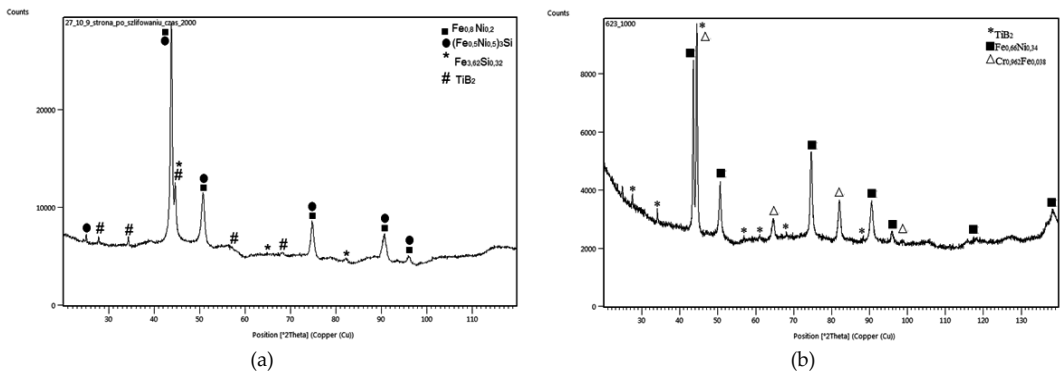 Counts
27_10_9_strona_po_szlifowaniu_czas_2000
■ Fe0,8 Ni0,2
● (Fe0,5Ni0,5)3Si
* Fe3,62Si0,32
# TiB2
20000
10000
0
30 40 50 60 70 80 90 100 110
Position [°2Theta] (Copper (Cu))
(a)
Counts
623_1000
* TiB2
■ Fe0,66Ni0,34
△ Cr0,962Fe0,038
8000
6000
4000
2000
0
30 40 50 60 70 80 90 100 110 120 130
Position [°2Theta] (Copper (Cu))
(b)